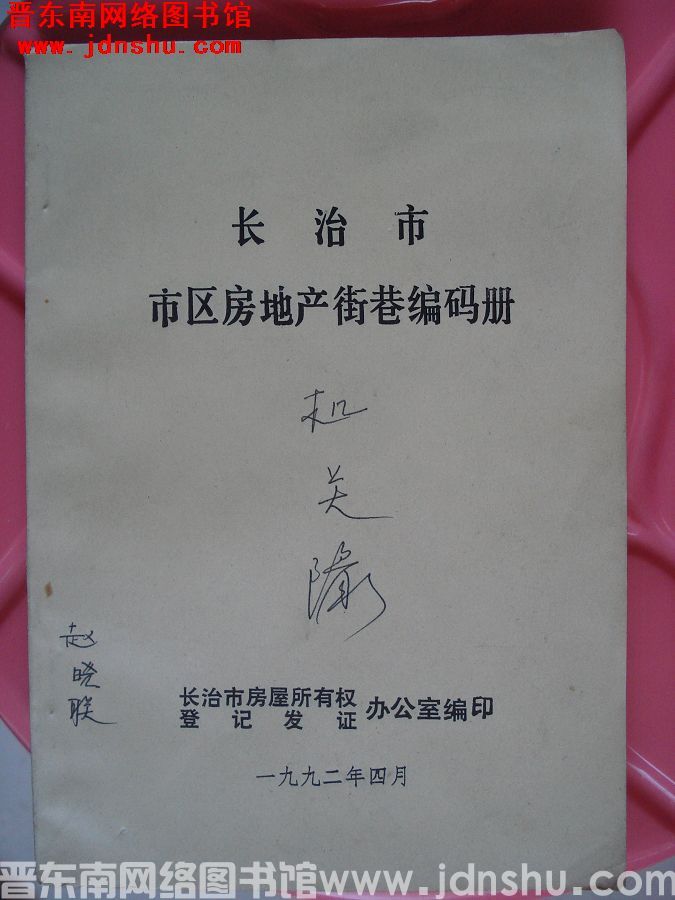 晋东南网络图书馆
www.jdnshu.com
长治市
市区房地产街巷编码册
机
关
隊
赵
晓
联
长治市房屋所有权
登记发证
办公室编印
一九九二年四月
晋东南网络图书馆www.jdnshu.com